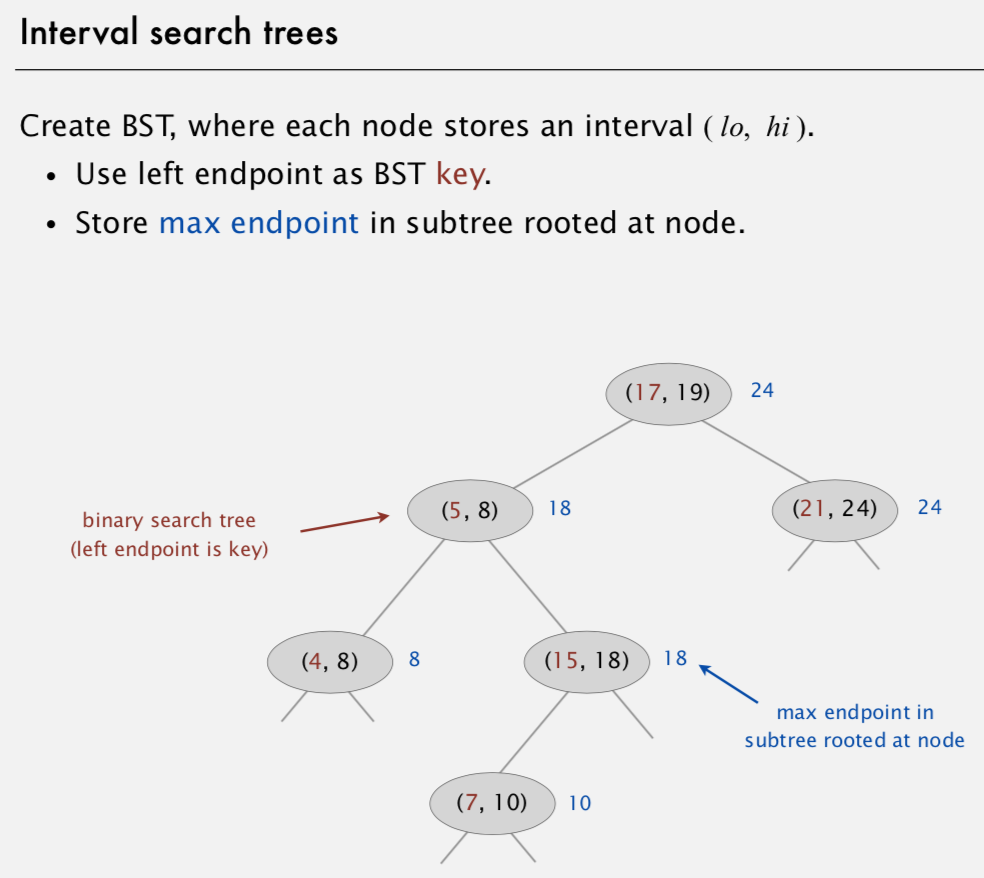 Interval search trees
Create BST, where each node stores an interval ( lo, hi ).
• Use left endpoint as BST key.
• Store max endpoint in subtree rooted at node.
(17, 19) 24
(5, 8) 18
(21, 24) 24
binary search tree
(left endpoint is key)
(4, 8) 8
(15, 18) 18
max endpoint in
subtree rooted at node
(7, 10) 10